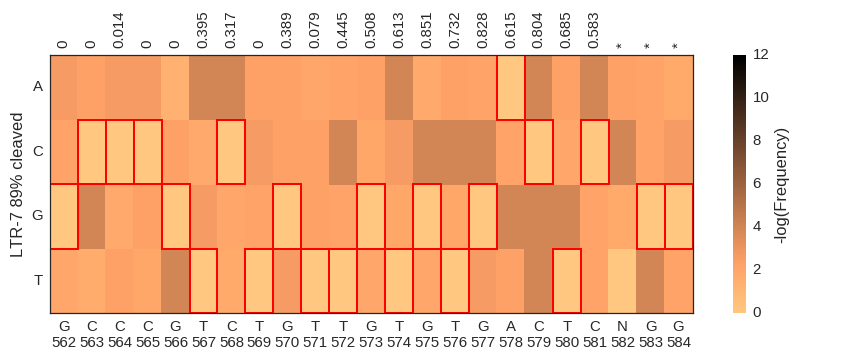 0 0 0.014 0 0 0.395 0.317 0 0.389 0.079 0.445 0.508 0.613 0.851 0.732 0.828 0.615 0.804 0.685 0.583 * * *
LTR-7 89% cleaved
A
C
G
T
G C C C G T C T G T T G T G T G A C T C N G G
562 563 564 565 566 567 568 569 570 571 572 573 574 575 576 577 578 579 580 581 582 583 584
12
10
8
6
4
2
0
-log(Frequency)